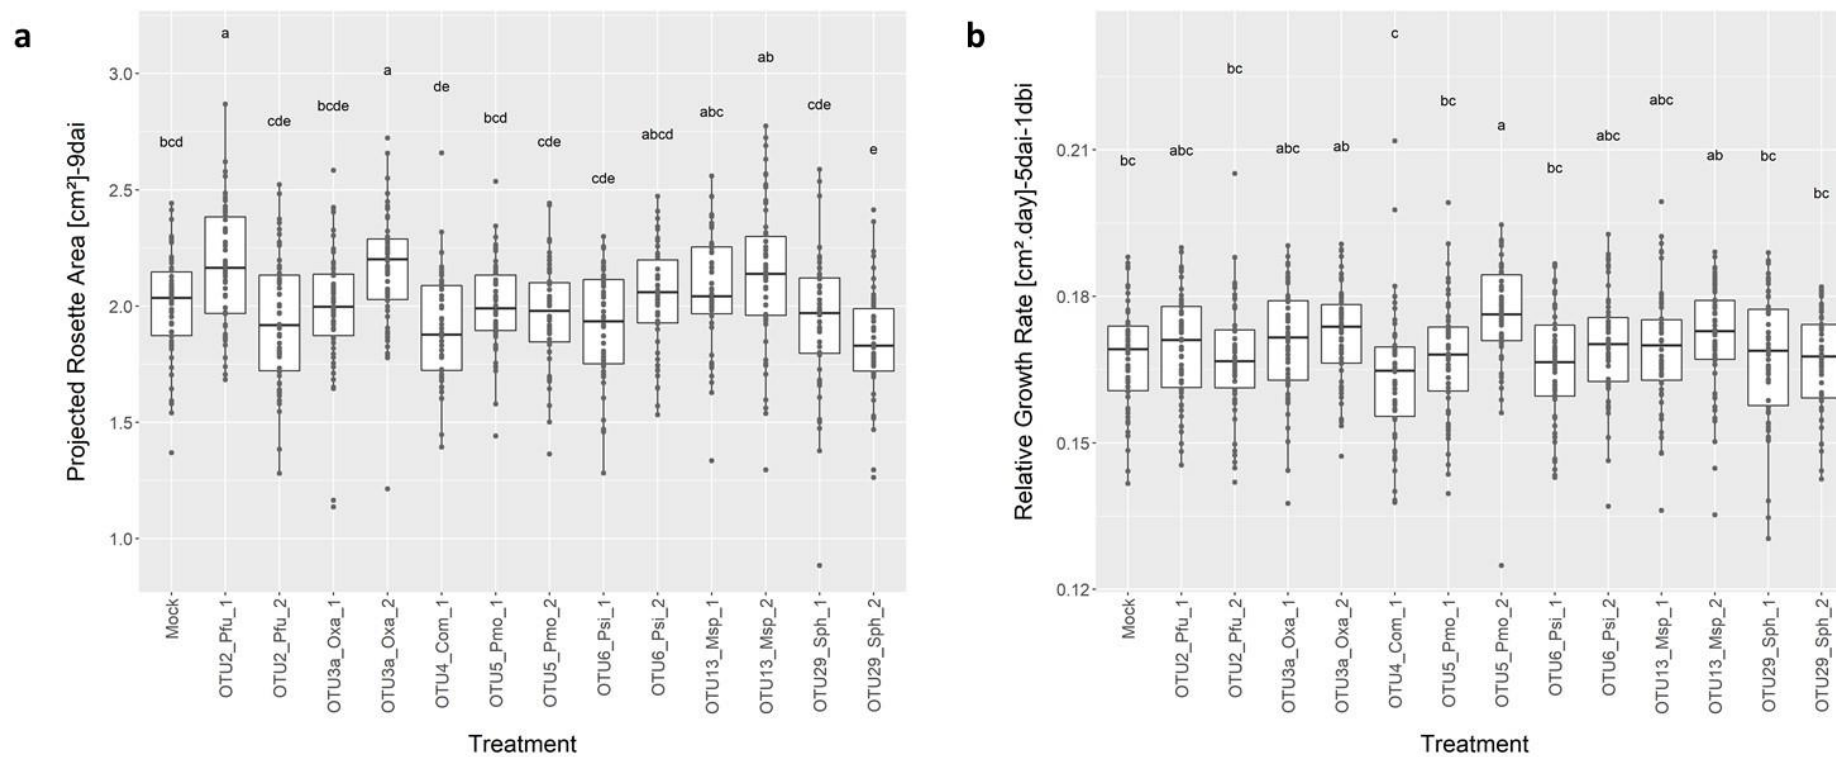 a
Projected Rosette Area [cm²]-9dai
3.0
2.5
2.0
1.5
1.0
bcd
a
cde
bcde
a
de
bcd
cde
cde
abcd
abc
ab
cde
e
Mock
OTU2_Pfu_1
OTU2_Pfu_2
OTU3a_Oxa_1
OTU3a_Oxa_2
OTU4_Com_1
OTU5_Pmo_1
OTU5_Pmo_2
OTU6_Psi_1
OTU6_Psi_2
OTU13_Msp_1
OTU13_Msp_2
OTU29_Sph_1
OTU29_Sph_2
Treatment
b
Relative Growth Rate [cm².day]-5dai-1dbi
0.21
0.18
0.15
0.12
bc
abc
bc
abc
ab
c
bc
a
bc
abc
abc
ab
bc
bc
Mock
OTU2_Pfu_1
OTU2_Pfu_2
OTU3a_Oxa_1
OTU3a_Oxa_2
OTU4_Com_1
OTU5_Pmo_1
OTU5_Pmo_2
OTU6_Psi_1
OTU6_Psi_2
OTU13_Msp_1
OTU13_Msp_2
OTU29_Sph_1
OTU29_Sph_2
Treatment